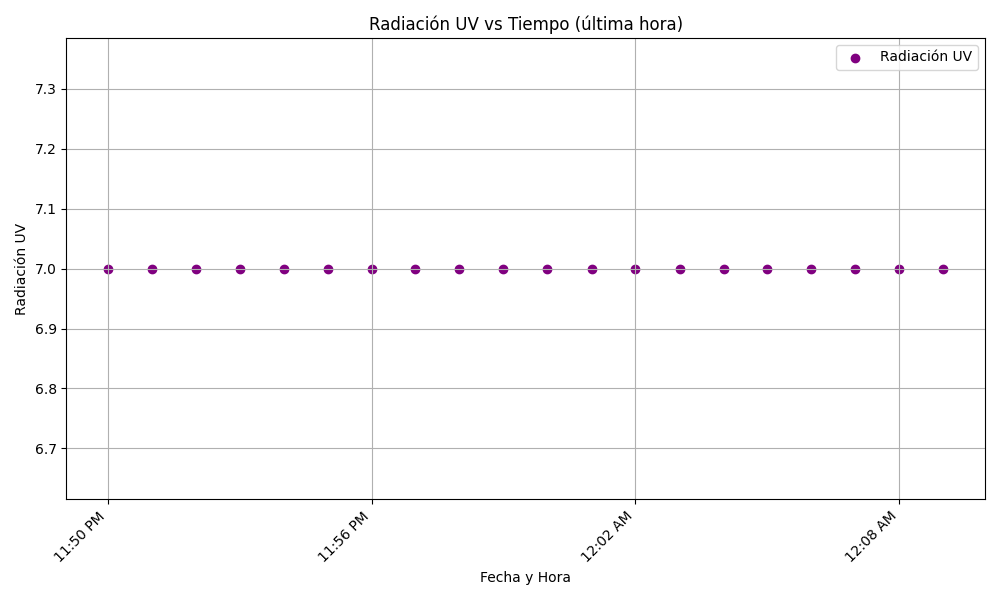 Radiación UV vs Tiempo (última hora)
Radiación UV
7.3
7.2
7.1
7.0
6.9
6.8
6.7
Radiación UV
11:50 PM
11:56 PM
12:02 AM
12:08 AM
Fecha y Hora